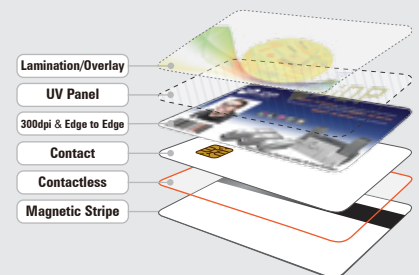 Lamination/Overlay
UV Panel
300dpi & Edge to Edge
Contact
Contactless
Magnetic Stripe